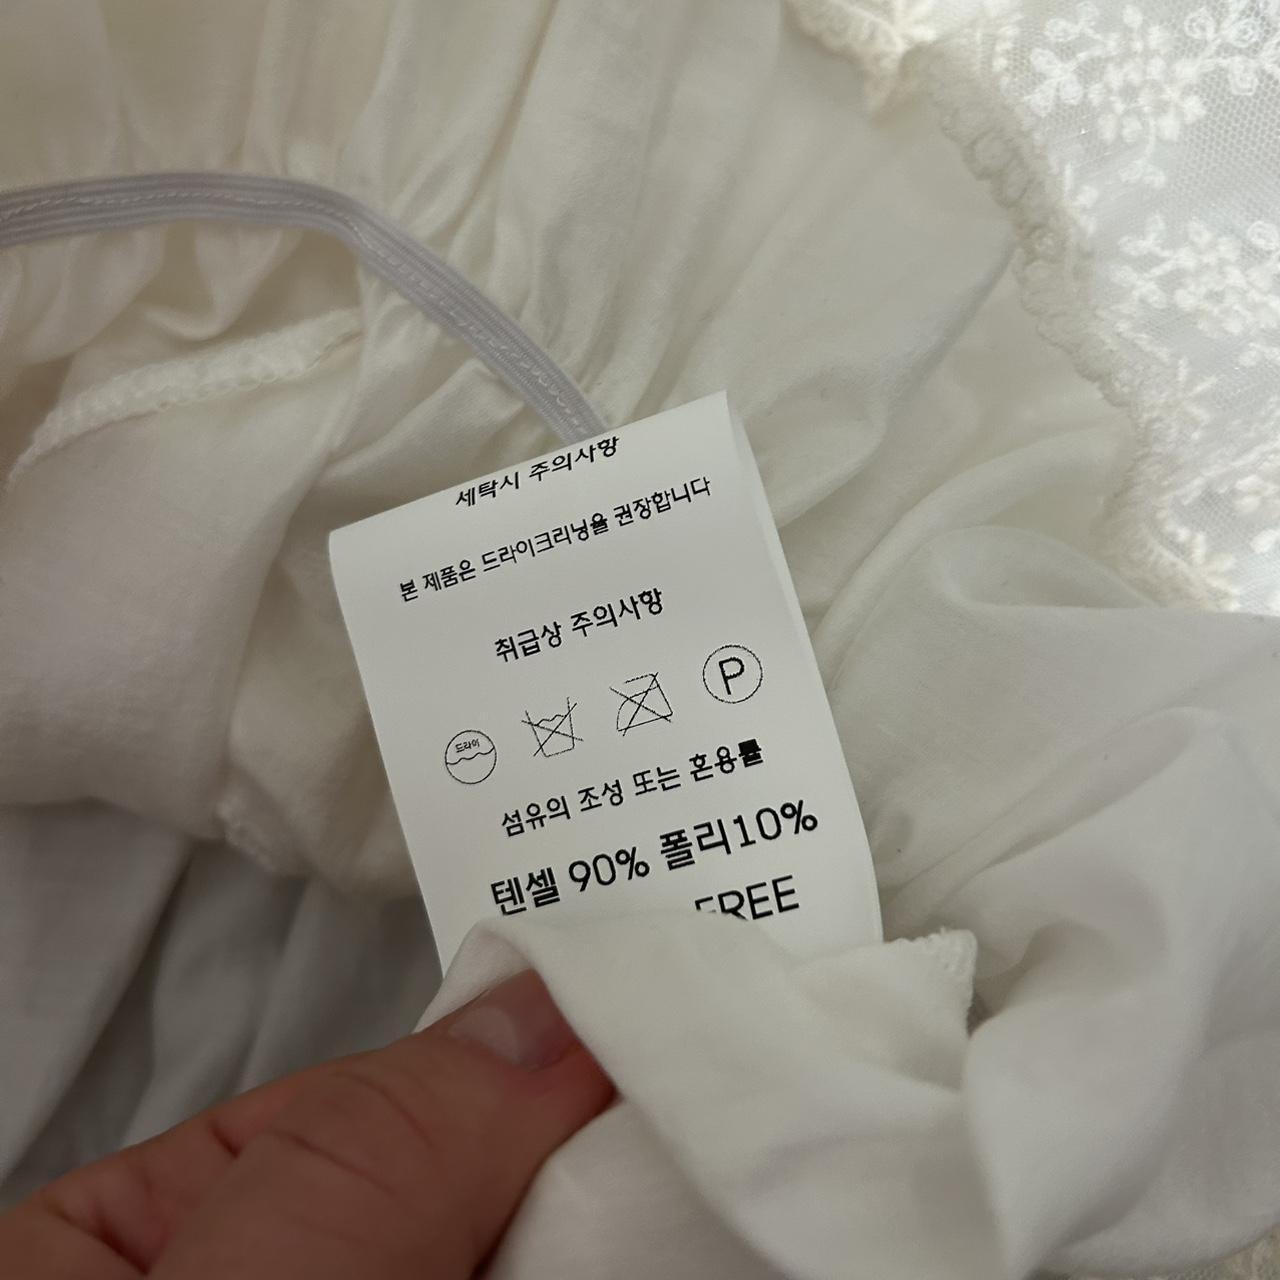 세탁시 주의사항
본 제품은 드라이크리닝을 권장합니다
취급상 주의사항
드라이
P
섬유의 조성 또는 혼용률
텐셀 90% 폴리10%
FREE